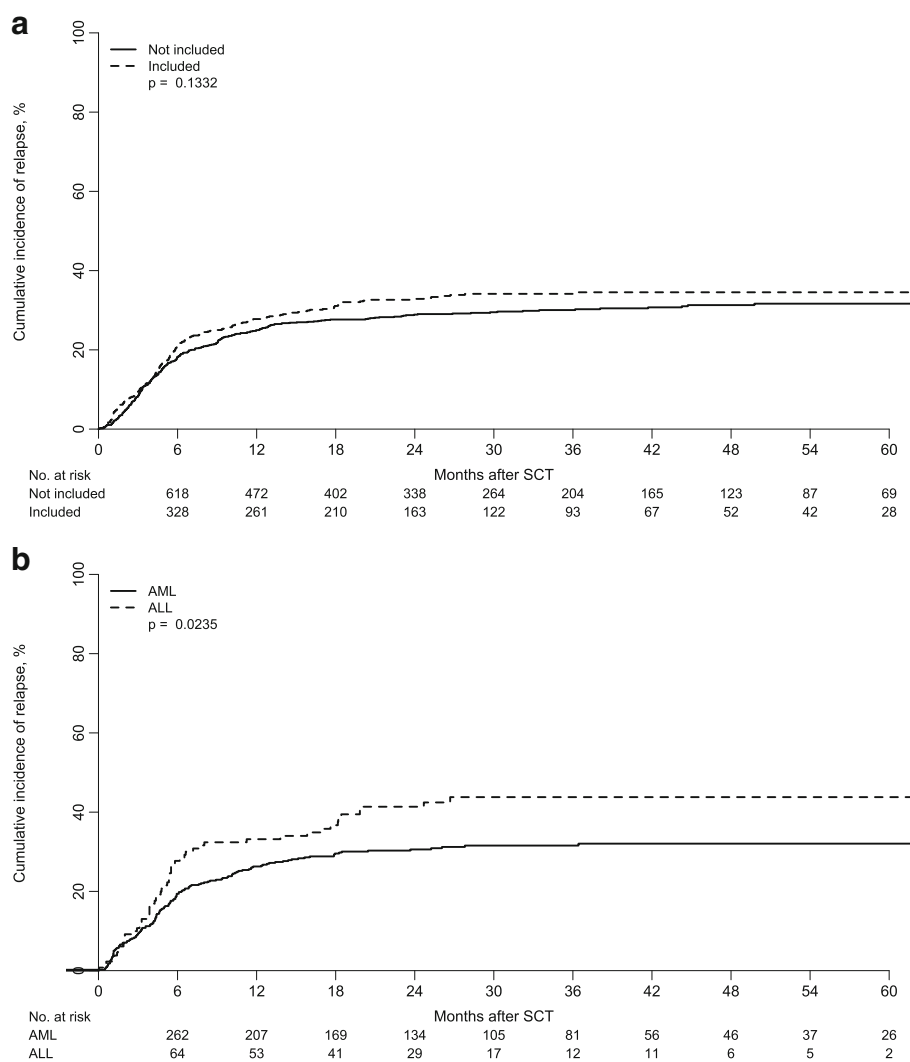 a
Cumulative incidence of relapse, %
100
80
60
40
20
0
Not included
Included
p = 0.1332
0 6 12 18 24 30 36 42 48 54 60
Months after SCT
No. at risk
Not included 618 472 402 338 264 204 165 123 87 69
Included 328 261 210 163 122 93 67 52 42 28
b
Cumulative incidence of relapse, %
100
80
60
40
20
0
AML
ALL
p = 0.0235
0 6 12 18 24 30 36 42 48 54 60
Months after SCT
No. at risk
AML 262 207 169 134 105 81 56 46 37 26
ALL 64 53 41 29 17 12 11 6 5 2